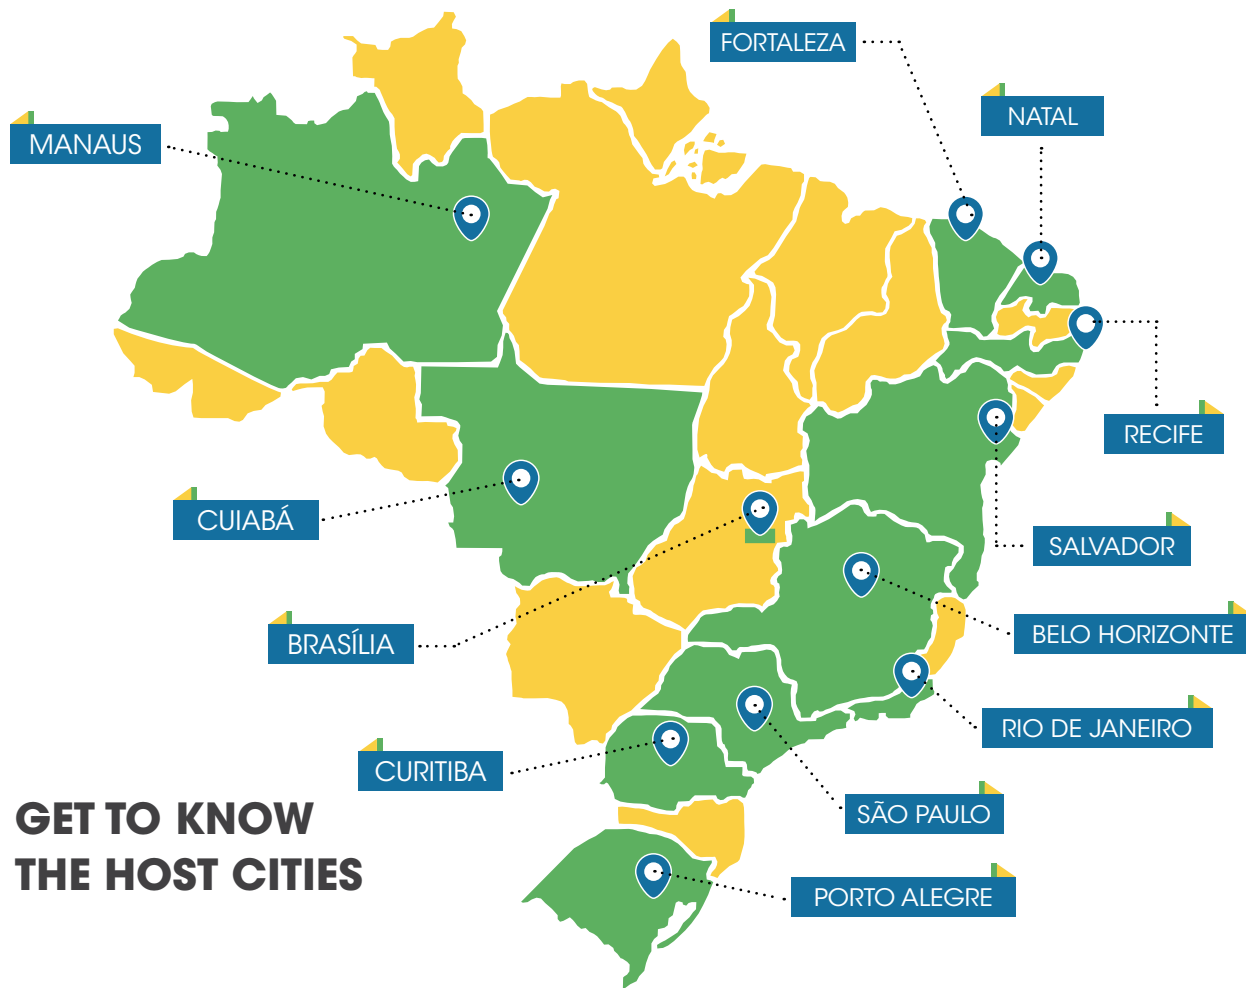 FORTALEZA
NATAL
MANAUS
RECIFE
CUIABÁ
SALVADOR
BRASÍLIA
BELO HORIZONTE
RIO DE JANEIRO
CURITIBA
SÃO PAULO
PORTO ALEGRE
GET TO KNOW
THE HOST CITIES